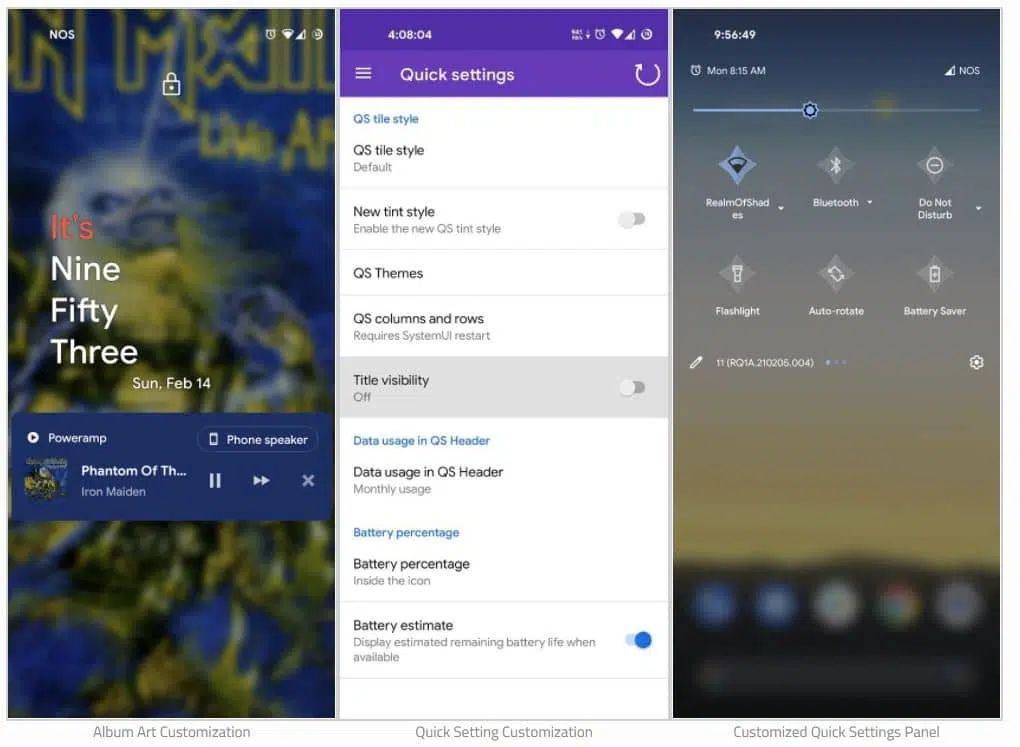 NOS
It's
Nine
Fifty
Three
Sun, Feb 14
Poweramp
Phone speaker
Phantom Of Th...
Iron Maiden
Album Art Customization
4:08:04
Quick settings
QS tile style
QS tile style
Default
New tint style
Enable the new QS tint style
QS Themes
QS columns and rows
Requires SystemUI restart
Title visibility
Off
Data usage in QS Header
Data usage in QS Header
Monthly usage
Battery percentage
Battery percentage
Inside the icon
Battery estimate
Display estimated remaining battery life when
available
Quick Setting Customization
9:56:49
Mon 8:15 AM
NOS
RealmOfShad
es
Bluetooth
Do Not
Disturb
Flashlight
Auto-rotate
Battery Saver
11 (RQ1A.210205.004)
Customized Quick Settings Panel